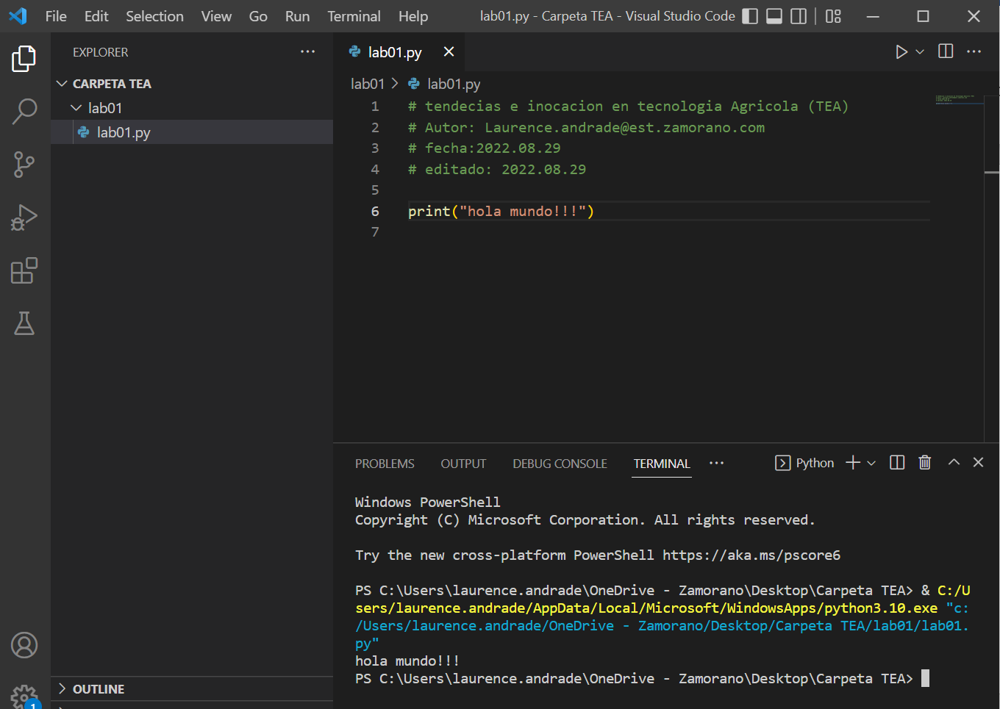 File Edit Selection View Go Run Terminal Help lab01.py - Carpeta TEA - Visual Studio Code
EXPLORER
CARPETA TEA
lab01
lab01.py
OUTLINE
1
lab01.py
lab01 > lab01.py
1 # tendecias e inocacion en tecnologia Agricola (TEA)
2 # Autor: Laurence.andrade@est.zamorano.com
3 # fecha:2022.08.29
4 # editado: 2022.08.29
5
6 print("hola mundo!!!")
7
PROBLEMS OUTPUT DEBUG CONSOLE TERMINAL Python
Windows PowerShell
Copyright (C) Microsoft Corporation. All rights reserved.
Try the new cross-platform PowerShell https://aka.ms/pscore6
PS C:\Users\laurence.andrade\OneDrive - Zamorano\Desktop\Carpeta TEA> & C:/U
sers/laurence.andrade/AppData/Local/Microsoft/WindowsApps/python3.10.exe "c:
/Users/laurence.andrade/OneDrive - Zamorano/Desktop/Carpeta TEA/lab01/lab01.
py"
hola mundo!!!
PS C:\Users\laurence.andrade\OneDrive - Zamorano\Desktop\Carpeta TEA>